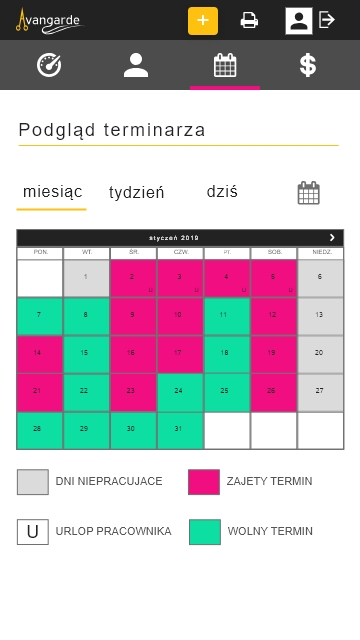 Avangarde
+
$
Podgląd terminarza
miesiąc tydzień dziś
styczeń 2019 >
PON. WT. ŚR. CZW. PT. SOB. NIEDZ.
1 2 U 3 U 4 U 5 U 6
7 8 9 10 11 12 13
14 15 16 17 18 19 20
21 22 23 24 25 26 27
28 29 30 31
DNI NIEPRACUJACE ZAJETY TERMIN
U URLOP PRACOWNIKA WOLNY TERMIN